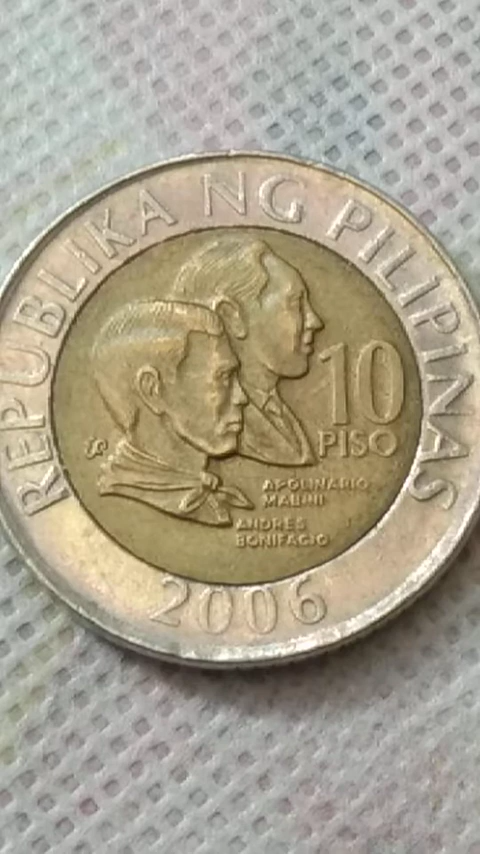 REPUBLIKA NG PILIPINAS
10
PISO
APOLINARIO
MABINI
ANDRES
BONIFACIO
2006